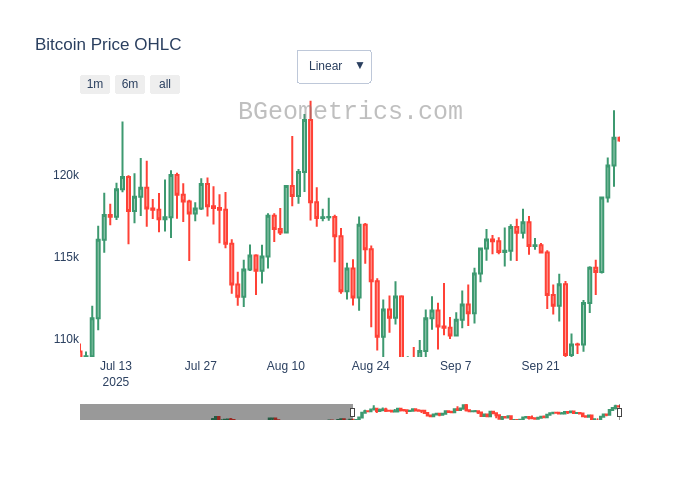 Bitcoin Price OHLC
Linear ▼
1m 6m all
BGeometrics.com
120k
115k
110k
Jul 13 Jul 27 Aug 10 Aug 24 Sep 7 Sep 21
2025